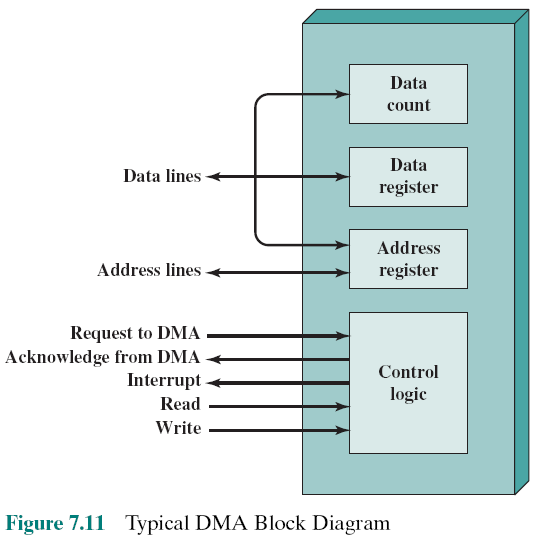 Data
count
Data lines
Data
register
Address
register
Address lines
Request to DMA
Acknowledge from DMA
Interrupt
Read
Write
Control
logic
Figure 7.11 Typical DMA Block Diagram